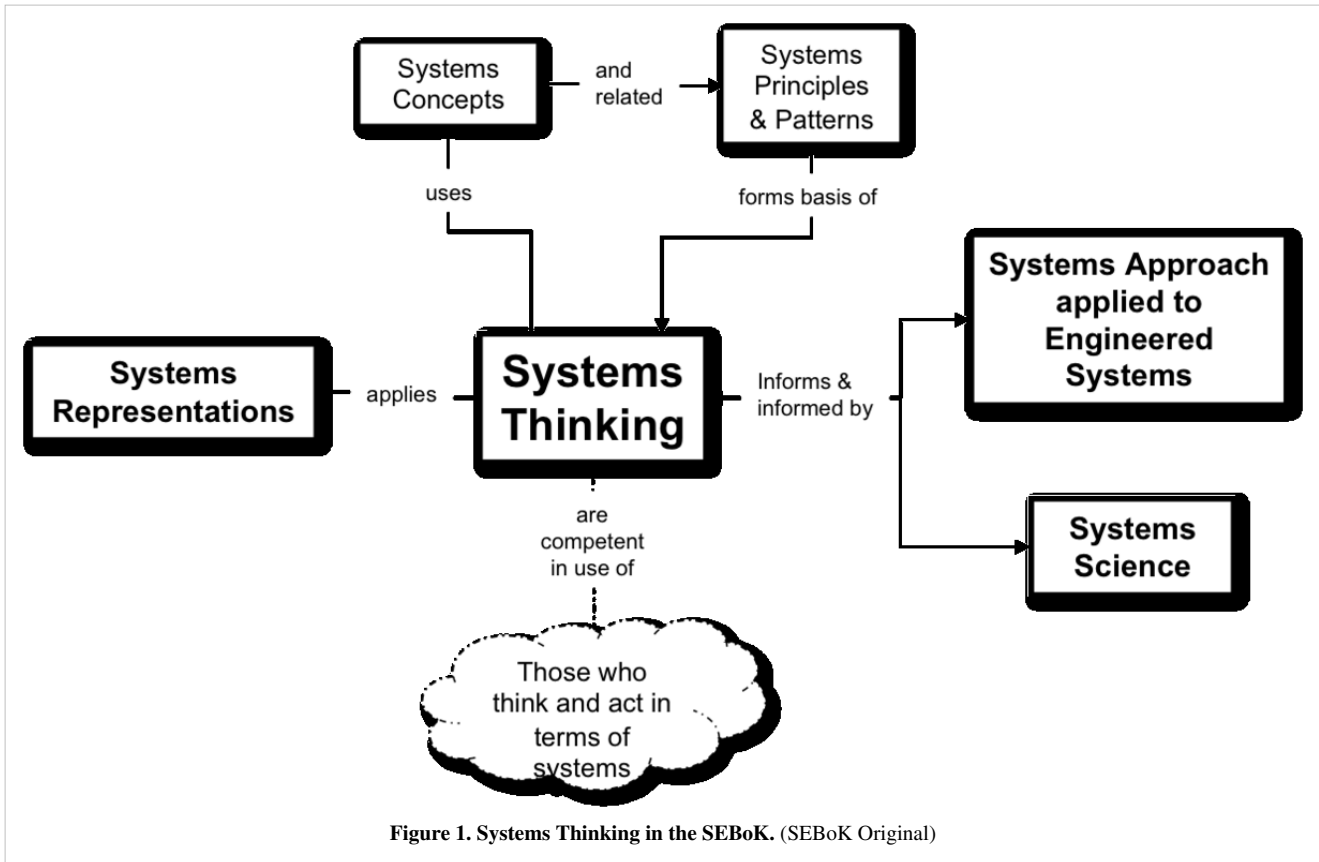 Systems
Concepts
and
related
Systems
Principles
& Patterns
uses
forms basis of
Systems Approach
applied to
Engineered
Systems
Systems
Representations
applies
Systems
Thinking
Informs &
informed by
Systems
Science
are
competent
in use of
Those who
think and act in
terms of
systems
Figure 1. Systems Thinking in the SEBoK. (SEBoK Original)